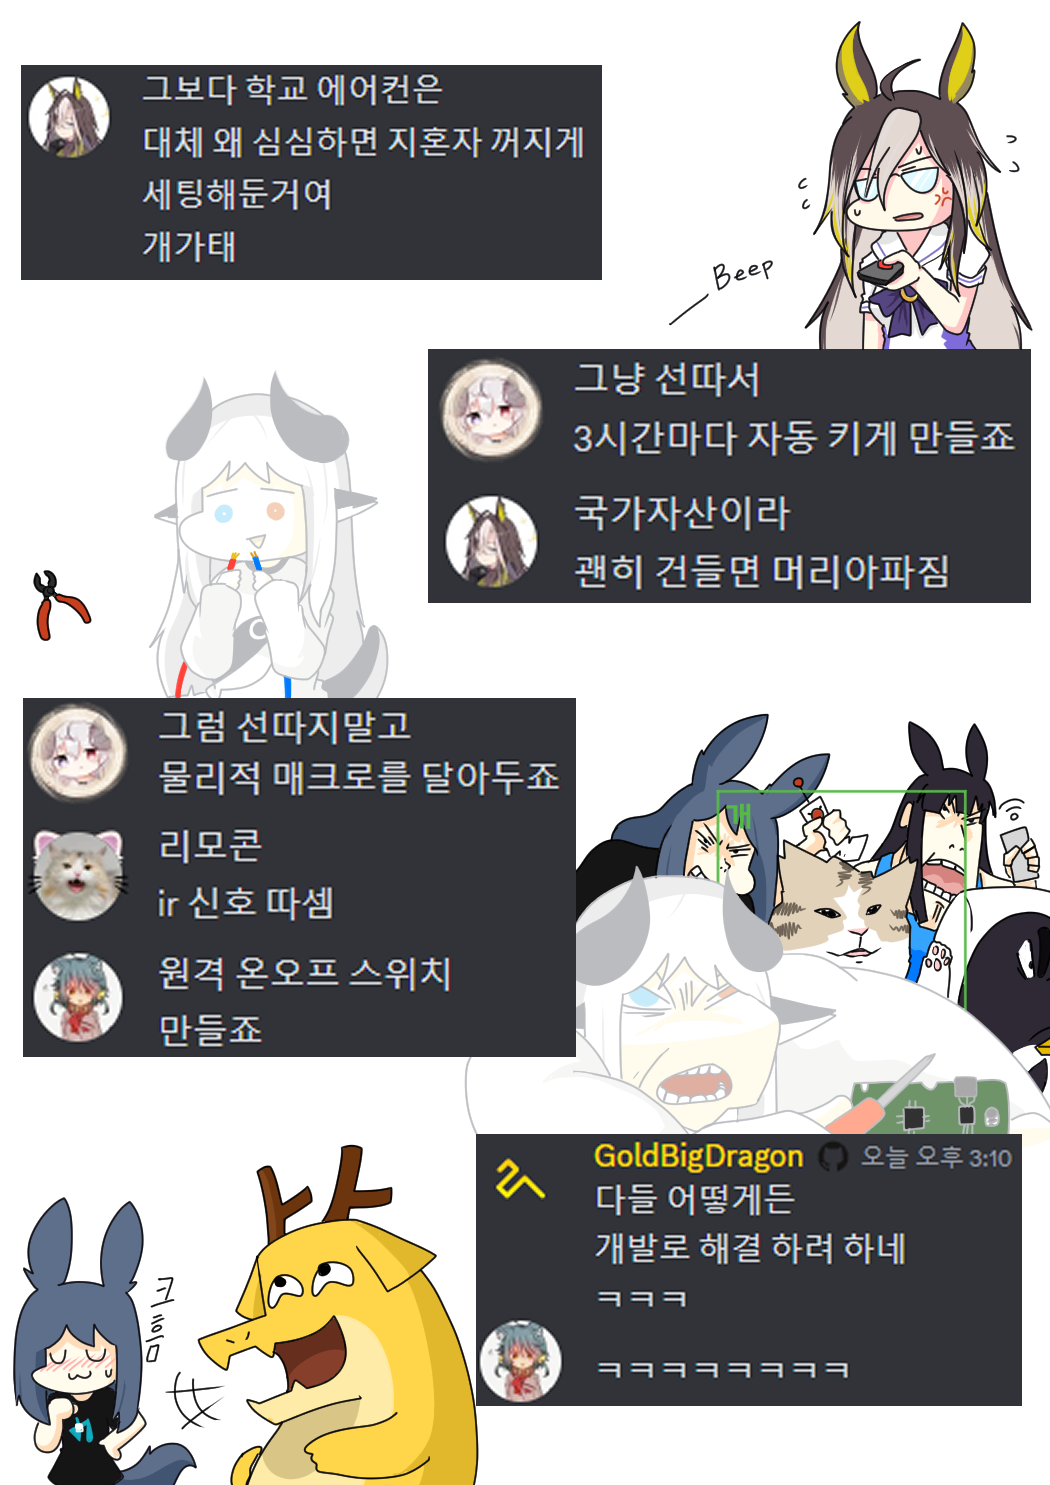 그보다 학교 에어컨은
대체 왜 심심하면 지혼자 꺼지게
세팅해둔거여
개가태
Beep
그냥 선따서
3시간마다 자동 키게 만들죠
국가자산이라
괜히 건들면 머리아파짐
그럼 선따지말고
물리적 매크로를 달아두죠
리모콘
ir 신호 따셈
원격 온오프 스위치
만들죠
개
GoldBigDragon 오늘 오후 3:10
다들 어떻게든
개발로 해결 하려 하네
ㅋㅋㅋ
ㅋㅋㅋㅋㅋㅋㅋㅋ
크흠